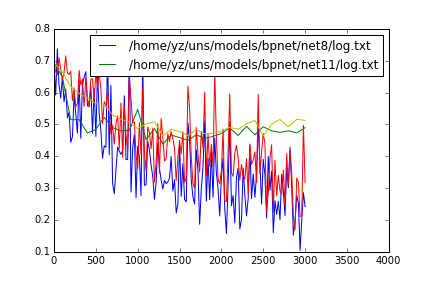 0.8
0.7
0.6
0.5
0.4
0.3
0.2
0.1
0 500 1000 1500 2000 2500 3000 3500 4000
/home/yz/uns/models/bpnet/net8/log.txt
/home/yz/uns/models/bpnet/net11/log.txt